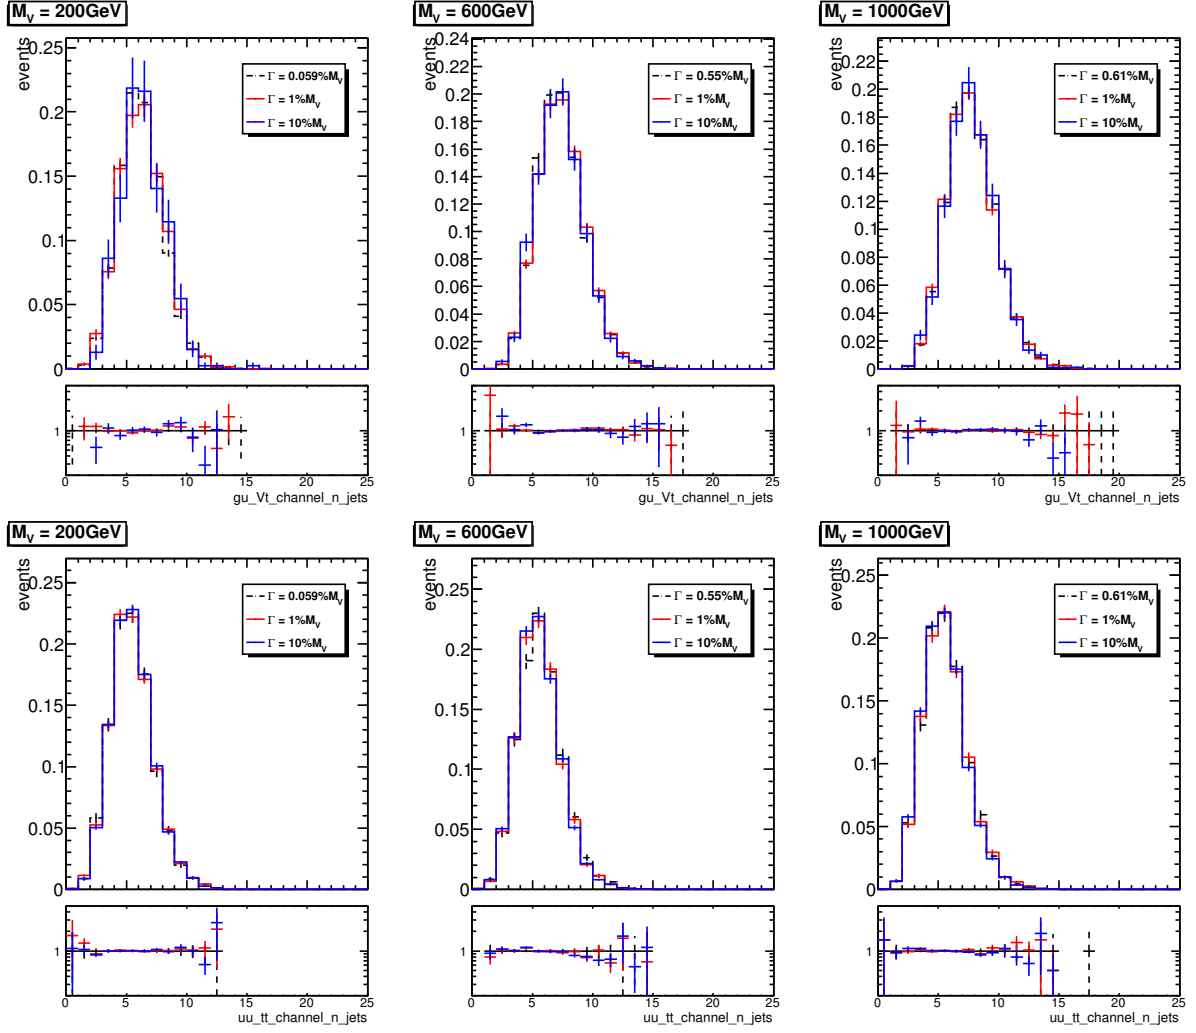 M_V = 200GeV
events
0.25
0.2
0.15
0.1
0.05
0
Γ = 0.059%M_V
Γ = 1%M_V
Γ = 10%M_V
1
0 5 10 15 20 25
gu_Vt_channel_n_jets
M_V = 600GeV
events
0.24
0.22
0.2
0.18
0.16
0.14
0.12
0.1
0.08
0.06
0.04
0.02
0
Γ = 0.55%M_V
Γ = 1%M_V
Γ = 10%M_V
1
0 5 10 15 20 25
gu_Vt_channel_n_jets
M_V = 1000GeV
events
0.22
0.2
0.18
0.16
0.14
0.12
0.1
0.08
0.06
0.04
0.02
0
Γ = 0.61%M_V
Γ = 1%M_V
Γ = 10%M_V
1
0 5 10 15 20 25
gu_Vt_channel_n_jets
M_V = 200GeV
events
0.25
0.2
0.15
0.1
0.05
0
Γ = 0.059%M_V
Γ = 1%M_V
Γ = 10%M_V
1
0 5 10 15 20 25
uu_tt_channel_n_jets
M_V = 600GeV
events
0.25
0.2
0.15
0.1
0.05
0
Γ = 0.55%M_V
Γ = 1%M_V
Γ = 10%M_V
1
0 5 10 15 20 25
uu_tt_channel_n_jets
M_V = 1000GeV
events
0.25
0.2
0.15
0.1
0.05
0
Γ = 0.61%M_V
Γ = 1%M_V
Γ = 10%M_V
1
0 5 10 15 20 25
uu_tt_channel_n_jets